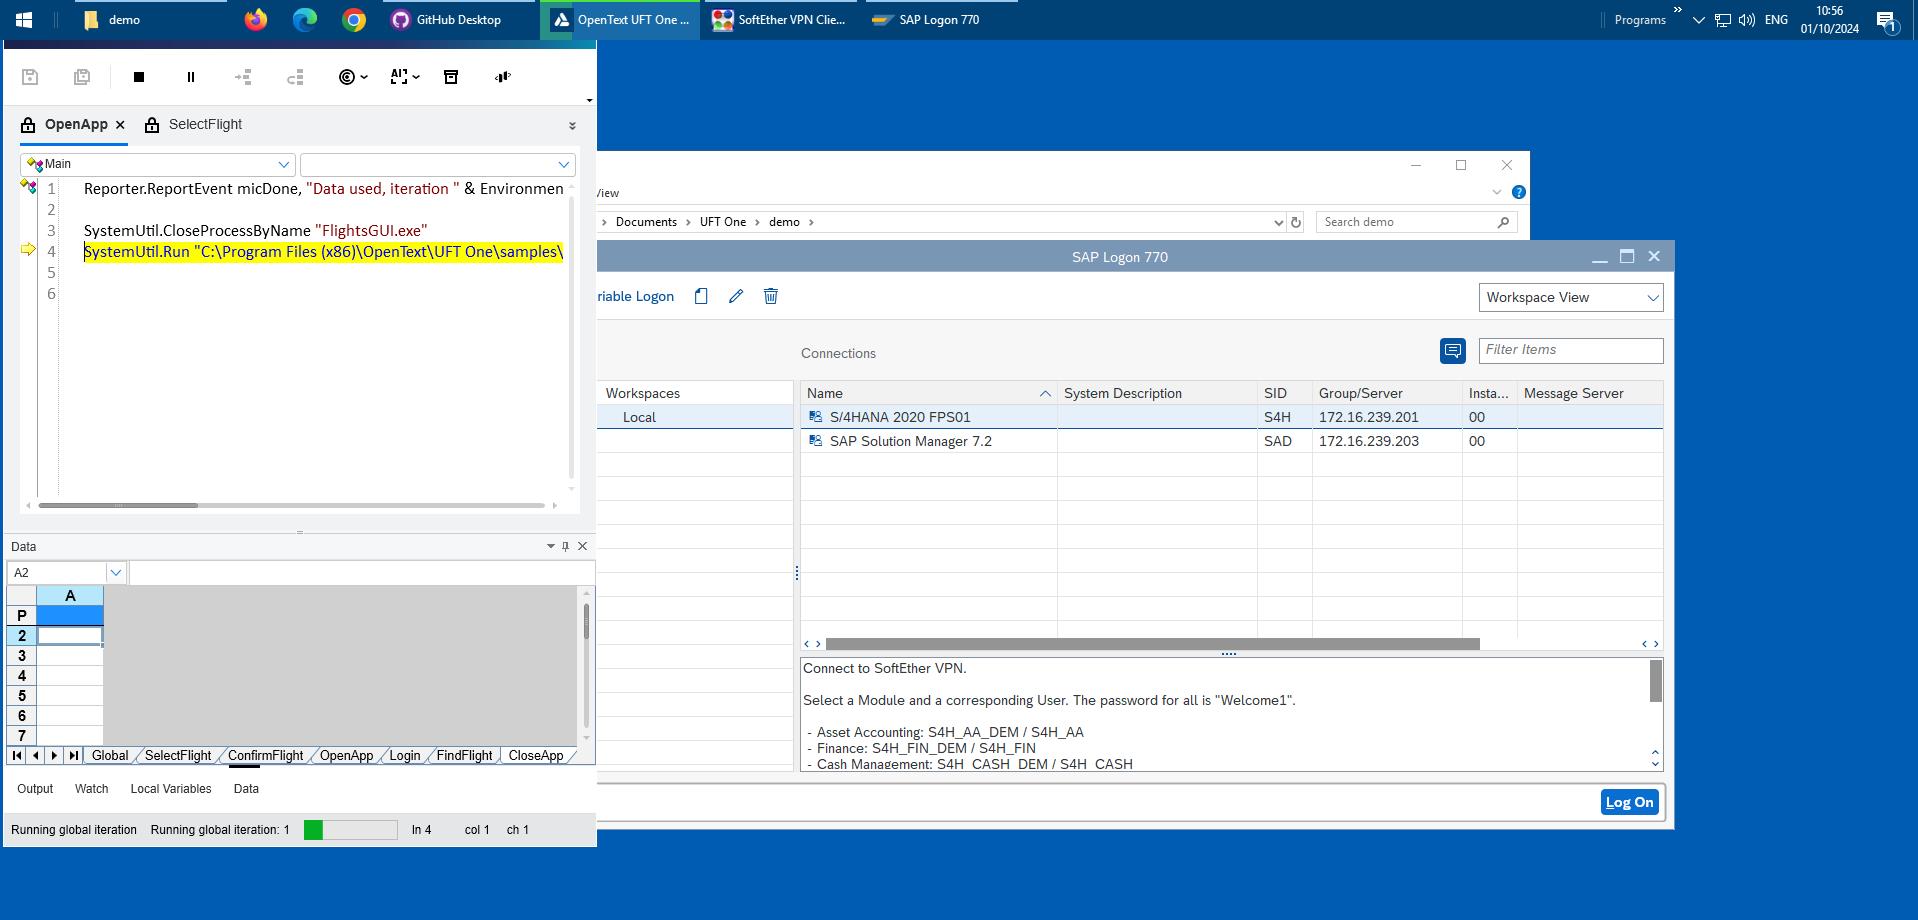 demo
GitHub Desktop
OpenText UFT One ...
SoftEther VPN Clie...
SAP Logon 770
Programs
ENG
10:56
01/10/2024
1
OpenApp
SelectFlight
Main
1 Reporter.ReportEvent micDone, "Data used, iteration " & Environmen
2
3 SystemUtil.CloseProcessByName "FlightsGUI.exe"
4 SystemUtil.Run "C:\Program Files (x86)\OpenText\UFT One\samples\
5
6
Data
A2
A
P
2
3
4
5
6
7
Global SelectFlight ConfirmFlight OpenApp Login FindFlight CloseApp
Output Watch Local Variables Data
Running global iteration Running global iteration: 1 ln 4 col 1 ch 1
View
Documents UFT One demo
Search demo
SAP Logon 770
riable Logon
Workspace View
Connections
Filter Items
Workspaces
Local
Name System Description SID Group/Server Insta... Message Server
S/4HANA 2020 FPS01 S4H 172.16.239.201 00
SAP Solution Manager 7.2 SAD 172.16.239.203 00
Connect to SoftEther VPN.
Select a Module and a corresponding User. The password for all is "Welcome1".
- Asset Accounting: S4H_AA_DEM / S4H_AA
- Finance: S4H_FIN_DEM / S4H_FIN
- Cash Management: S4H_CASH_DEM / S4H_CASH
Log On